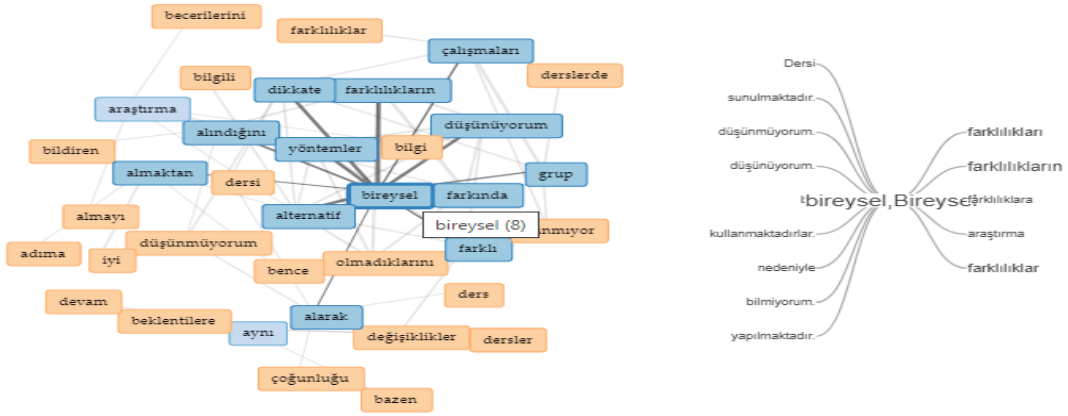 becerilerini
farklılıklar
çalışmaları
bilgili
derslerde
dikkate
farklılıkların
araştırma
düşünüyorum
alındığını
yöntemler
bilgi
bildiren
almaktan
dersi
grup
bireysel
farkında
almayı
alternatif
bireysel (8)
nmıyor
düşünmüyorum
farklı
adıma
iyi
bence
olmadıklarını
devam
ders
beklentilere
alarak
aynı
değişiklikler
dersler
çoğunluğu
bazen
Dersi
sunulmaktadır.
düşünmüyorum.
düşünüyorum.
kullanmaktadırlar.
nedeniyle
bilmiyorum.
yapılmaktadır.
bireysel,Bireysel
farklılıkları
farklılıkların
farklılıklara
araştırma
farklılıklar